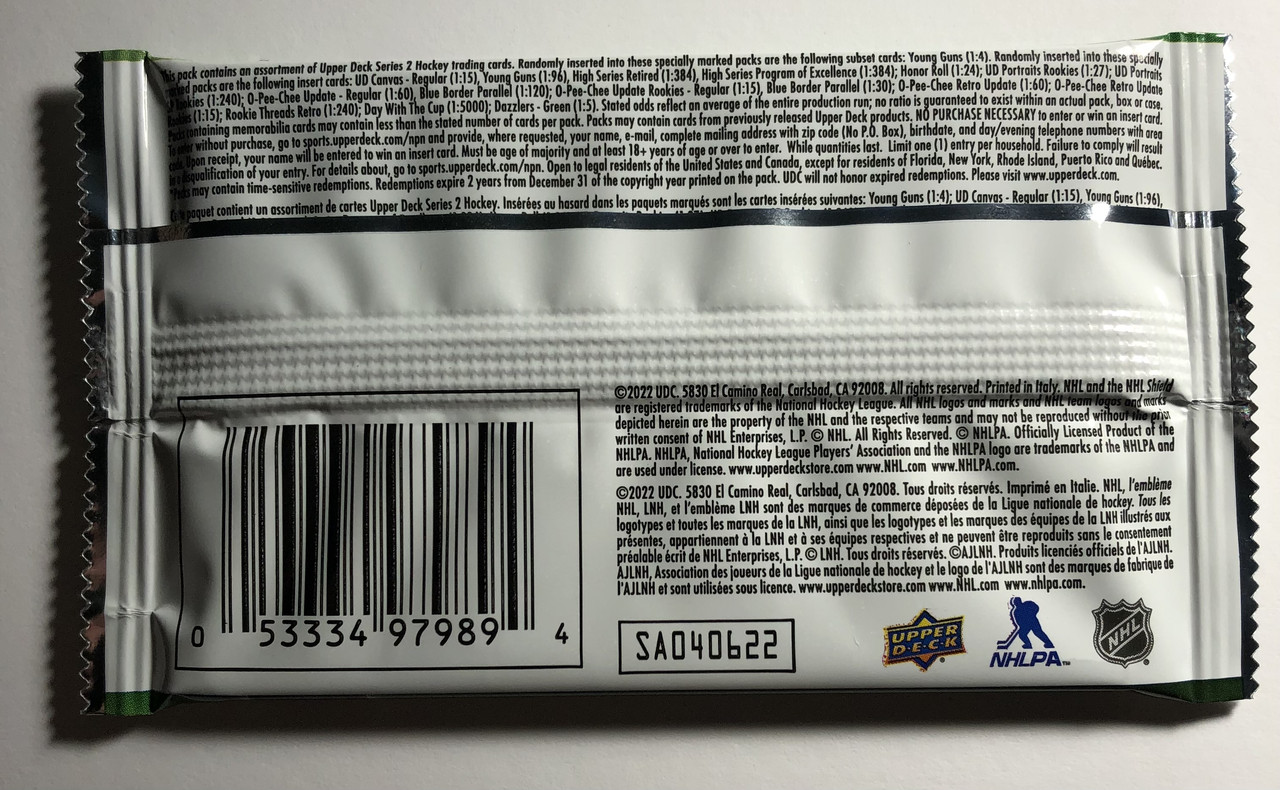 his pack contains an assortment of Upper Deck Series 2 Hockey trading cards. Randomly inserted into these specially marked packs are the following subset cards: Young Guns (1:4). Randomly inserted into these specially
marked packs are the following insert cards: UD Canvas - Regular (1:15), Young Guns (1:96), High Series Retired (1:384), High Series Program of Excellence (1:384); Honor Roll (1:24); UD Portraits Rookies (1:27); UD Portraits
Rookies (1:240); O-Pee-Chee Update - Regular (1:60), Blue Border Parallel (1:120); O-Pee-Chee Update Rookies - Regular (1:15), Blue Border Parallel (1:30); O-Pee-Chee Retro Update (1:60); O-Pee-Chee Retro Update
Rookies (1:15); Rookie Threads Retro (1:240); Day With The Cup (1:5000); Dazzlers - Green (1:5). Stated odds reflect an average of the entire production run; no ratio is guaranteed to exist within an actual pack, box or case.
Packs containing memorabilia cards may contain less than the stated number of cards per pack. Packs may contain cards from previously released Upper Deck products. NO PURCHASE NECESSARY to enter or win an insert card.
To enter without purchase, go to sports.upperdeck.com/npn and provide, where requested, your name, e-mail, complete mailing address with zip code (No P.O. Box), birthdate, and day/evening telephone numbers with area
code. Upon receipt, your name will be entered to win an insert card. Must be age of majority and at least 18+ years of age or over to enter. While quantities last. Limit one (1) entry per household. Failure to comply will result
in disqualification of your entry. For details about, go to sports.upperdeck.com/npn. Open to legal residents of the United States and Canada, except for residents of Florida, New York, Rhode Island, Puerto Rico and Québec.
*Packs may contain time-sensitive redemptions. Redemptions expire 2 years from December 31 of the copyright year printed on the pack. UDC will not honor expired redemptions. Please visit www.upperdeck.com.
paquet contient un assortiment de cartes Upper Deck Series 2 Hockey. Insérées au hasard dans les paquets marqués sont les cartes insérées suivantes: Young Guns (1:4); UD Canvas - Regular (1:15), Young Guns (1:96),
©2022 UDC. 5830 El Camino Real, Carlsbad, CA 92008. All rights reserved. Printed in Italy. NHL and the NHL Shield
are registered trademarks of the National Hockey League. All NHL logos and marks and NHL team logos and marks
depicted herein are the property of the NHL and the respective teams and may not be reproduced without the prior
written consent of NHL Enterprises, L.P. © NHL. All Rights Reserved. © NHLPA. Officially Licensed Product of the
NHLPA. NHLPA, National Hockey League Players' Association and the NHLPA logo are trademarks of the NHLPA and
are used under license. www.upperdeckstore.com www.NHL.com www.NHLPA.com.
©2022 UDC. 5830 El Camino Real, Carlsbad, CA 92008. Tous droits réservés. Imprimé en Italie. NHL, l'emblème
NHL, LNH, et l'emblème LNH sont des marques de commerce déposées de la Ligue nationale de hockey. Tous les
logotypes et toutes les marques de la LNH, ainsi que les logotypes et les marques des équipes de la LNH illustrés aux
présentes, appartiennent à la LNH et à ses équipes respectives et ne peuvent être reproduits sans le consentement
préalable écrit de NHL Enterprises, L.P. © LNH. Tous droits réservés. ©AJLNH. Produits licenciés officiels de l'AJLNH.
AJLNH, Association des joueurs de la Ligue nationale de hockey et le logo de l'AJLNH sont des marques de fabrique de
l'AJLNH et sont utilisées sous licence. www.upperdeckstore.com www.NHL.com www.nhlpa.com.
0 53334 97989 4
SA040622
UPPER
D·E·C·K
NHLPA™
NHL